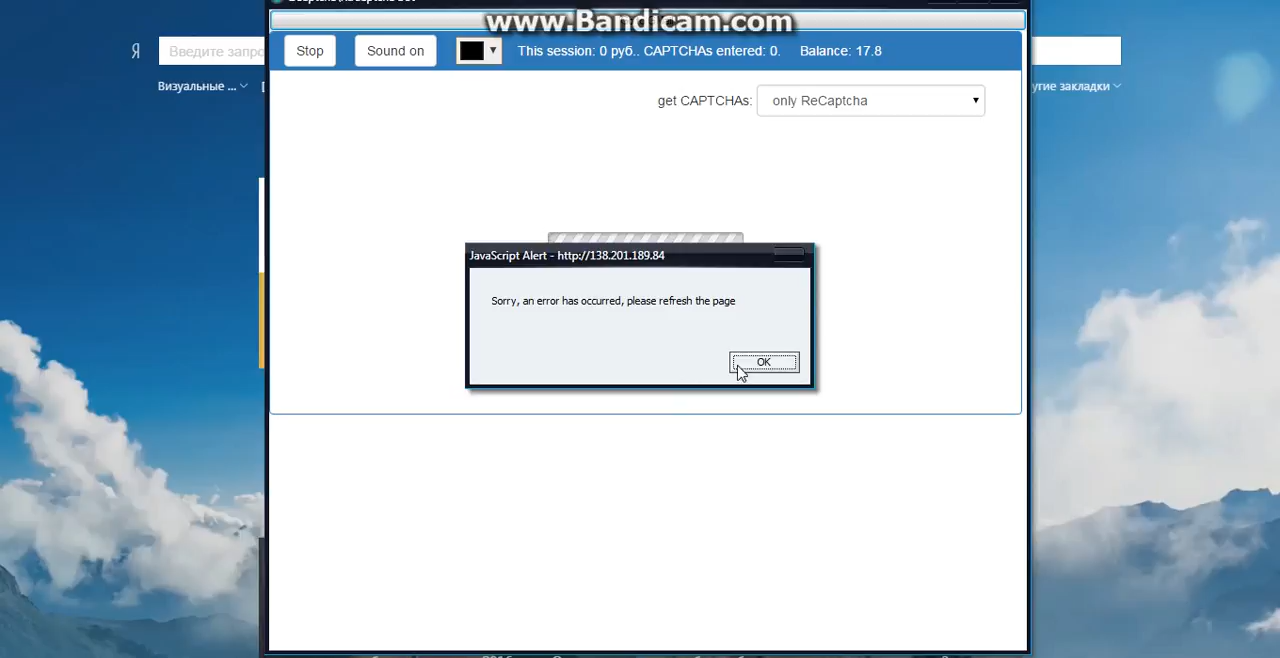 www.Bandicam.com
Я
Введите запро
Stop
Sound on
This session: 0 руб.. CAPTCHAs entered: 0.
Balance: 17.8
Визуальные ...
угие закладки
get CAPTCHAs:
only ReCaptcha
JavaScript Alert - http://138.201.189.84
Sorry, an error has occurred, please refresh the page
OK